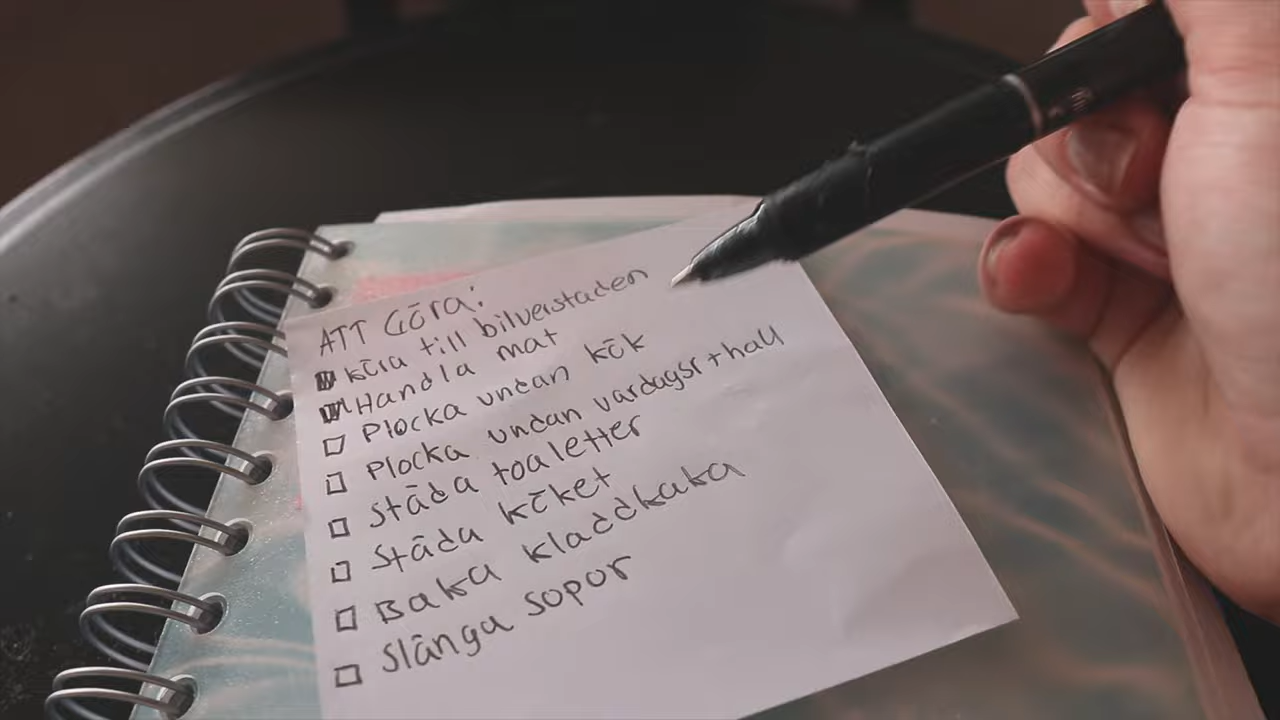 ATT Göra:
Köra till bilverstaden
Handla mat
Plocka undan kök
Plocka undan vardagsr+hall
Städa toaletter
Städa köket
Baka kladdkaka
Slänga sopor